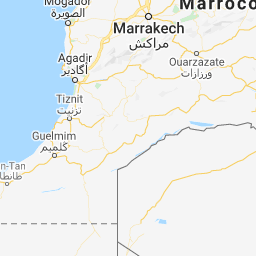 Mogador
الصويرة
Marroco
Marrakech
مراكش
Agadir
أكادير
Ouarzazate
ورزازات
Tiznit
تزنيت
Guelmim
كلميم
n-Tan
طانطا